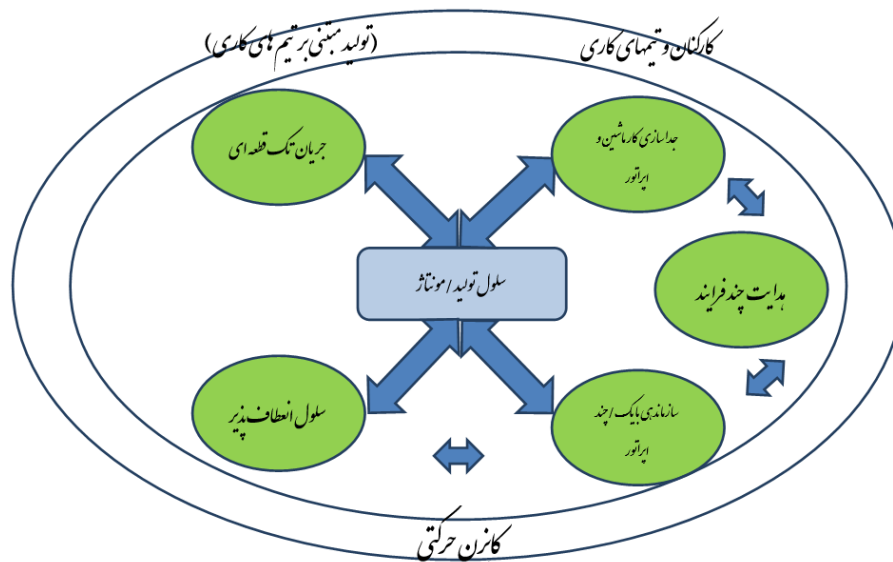 کارکنان و تیمهای کاری
(تولید مبتنی بر تیم های کاری)
جداسازی کار ماشین و
اپراتور
جریان تک قطعه ای
هدایت چند فرایند
سلول تولید / مونتاژ
سازماندهی با یک / چند
اپراتور
سلول انعطاف پذیر
کانزن حرکتی